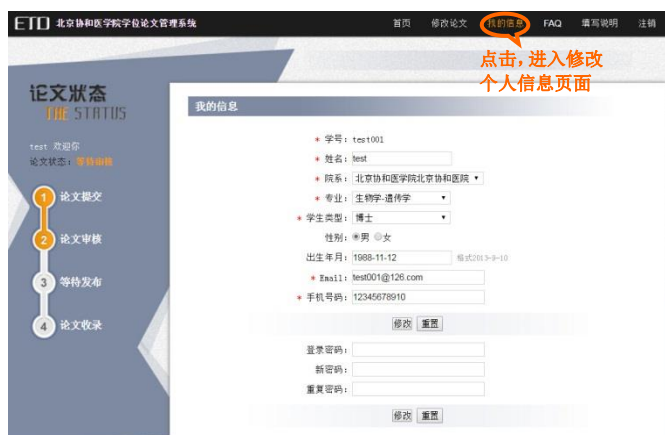 ETD 北京协和医学院学位论文管理系统
首页 修改论文 我的信息 FAQ 填写说明 注销
点击，进入修改
个人信息页面
论文状态
THE STATUS
test 欢迎你
论文状态：等待审核
1 论文提交
2 论文审核
3 等待发布
4 论文收录
我的信息
* 学号： test001
* 姓名： test
* 院系： 北京协和医学院北京协和医院
* 专业： 生物学-遗传学
* 学生类型： 博士
性别： 男 女
出生年月： 1988-11-12 格式2013-9-10
* Email： test001@126.com
* 手机号码： 12345678910
修改 重置
登录密码：
新密码：
重复密码：
修改 重置